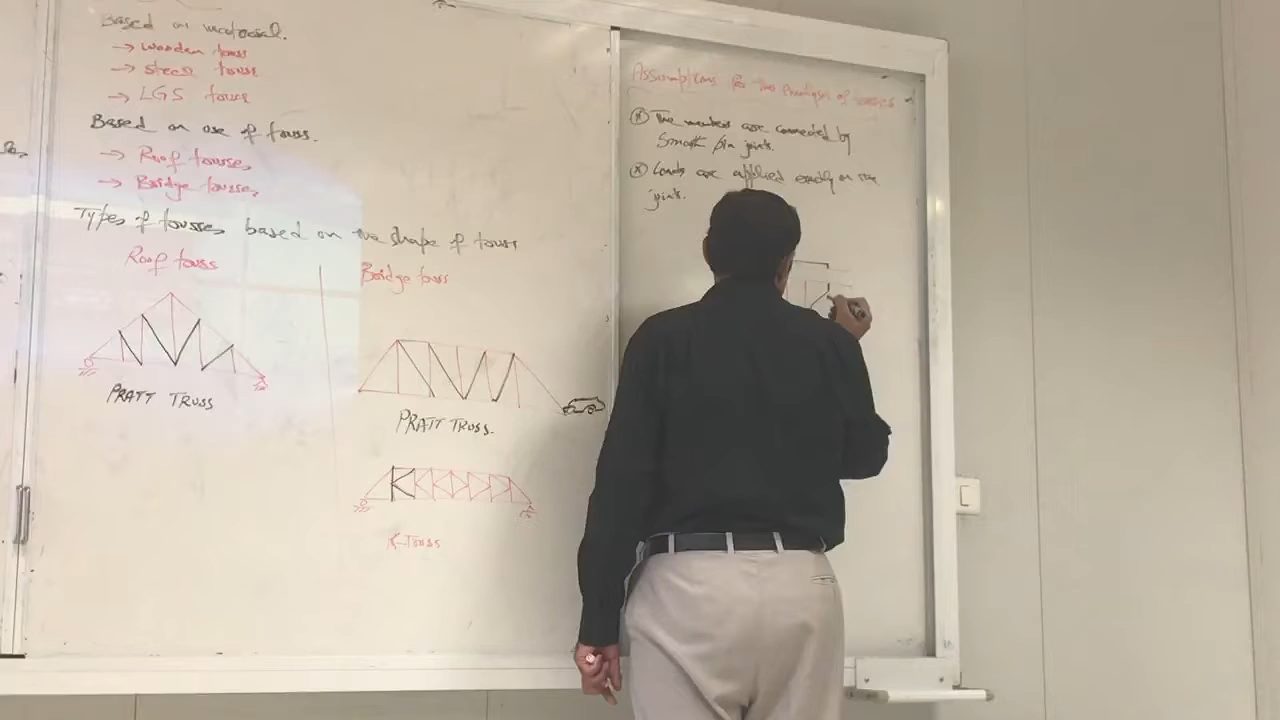 Based on material.
→ Wooden truss
→ Steel truss
→ LGS truss
Based on use of truss.
→ Roof trusses
→ Bridge trusses
Types of trusses based on the shape of truss
Roof truss
Bridge truss
PRATT TRUSS
PRATT TRUSS.
K-Truss
Assumptions for the Analysis of trusses
The members are connected by
Smooth pin joints.
Loads are applied exactly on the
joints.